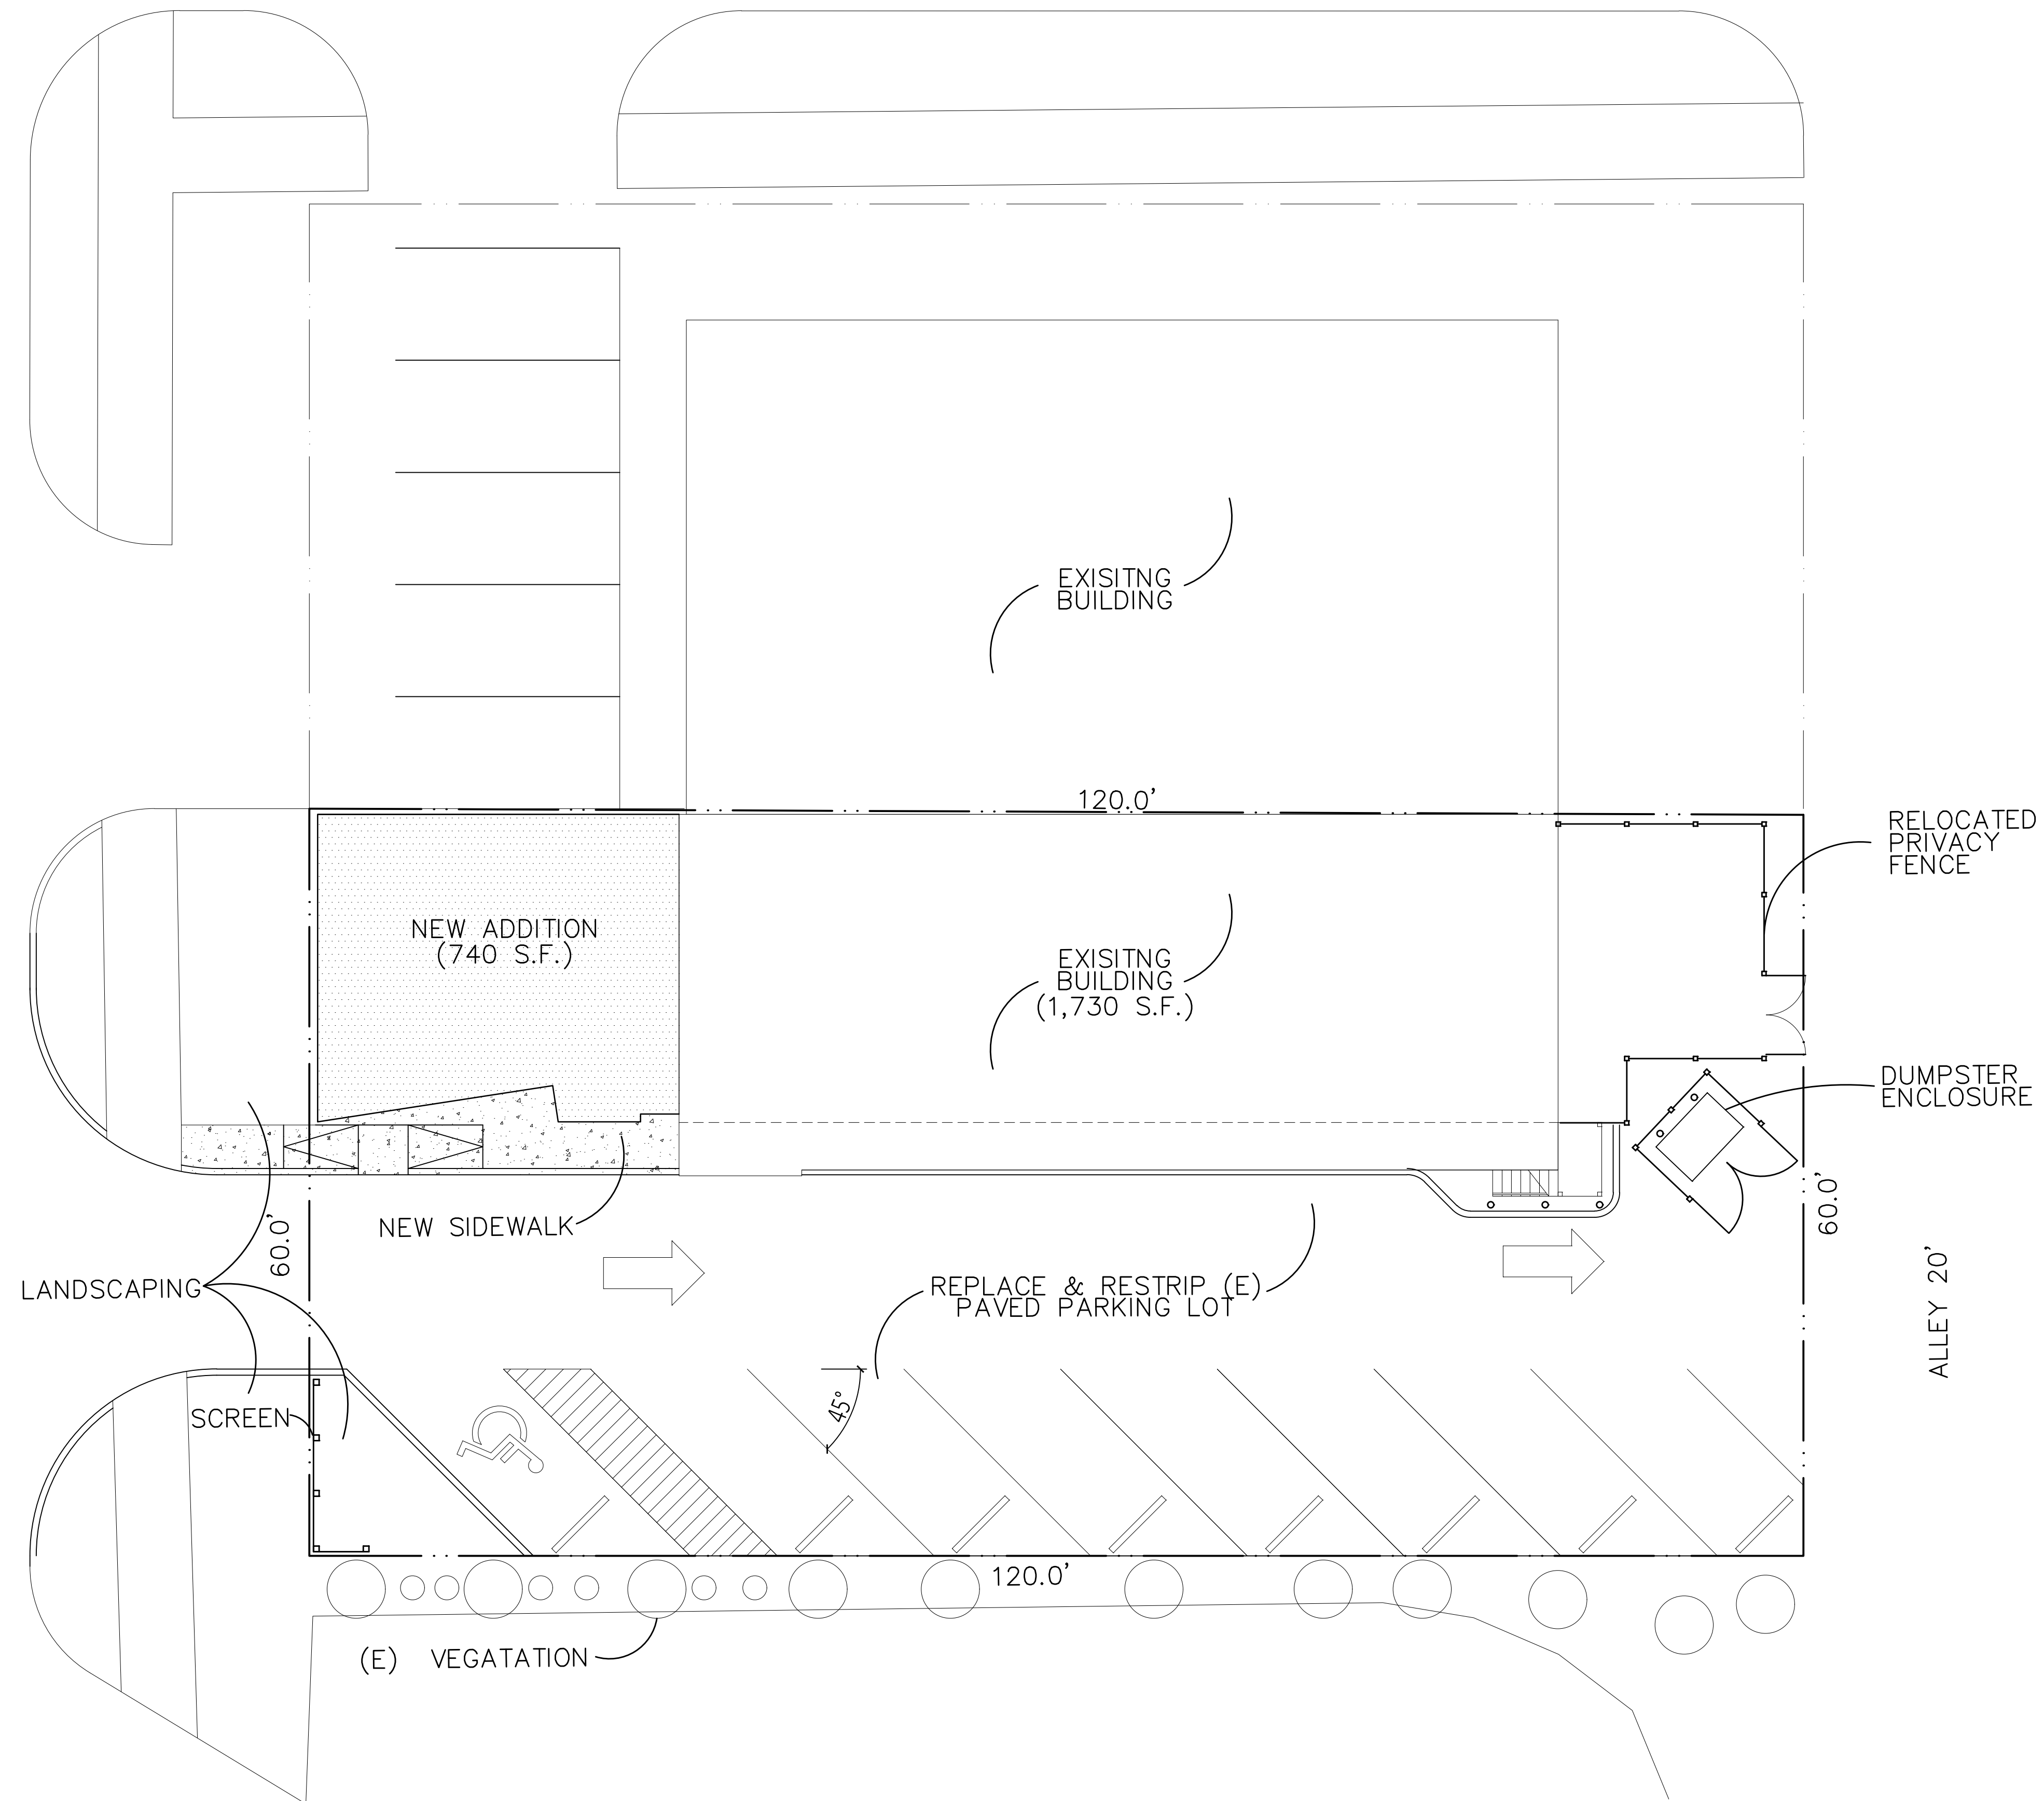 EXISITNG
BUILDING
120.0'
RELOCATED
PRIVACY
FENCE
NEW ADDITION
(740 S.F.)
EXISITNG
BUILDING
(1,730 S.F.)
DUMPSTER
ENCLOSURE
NEW SIDEWALK
60.0'
60.0'
LANDSCAPING
REPLACE & RESTRIP (E)
PAVED PARKING LOT
ALLEY 20'
SCREEN
45°
120.0'
(E) VEGATATION